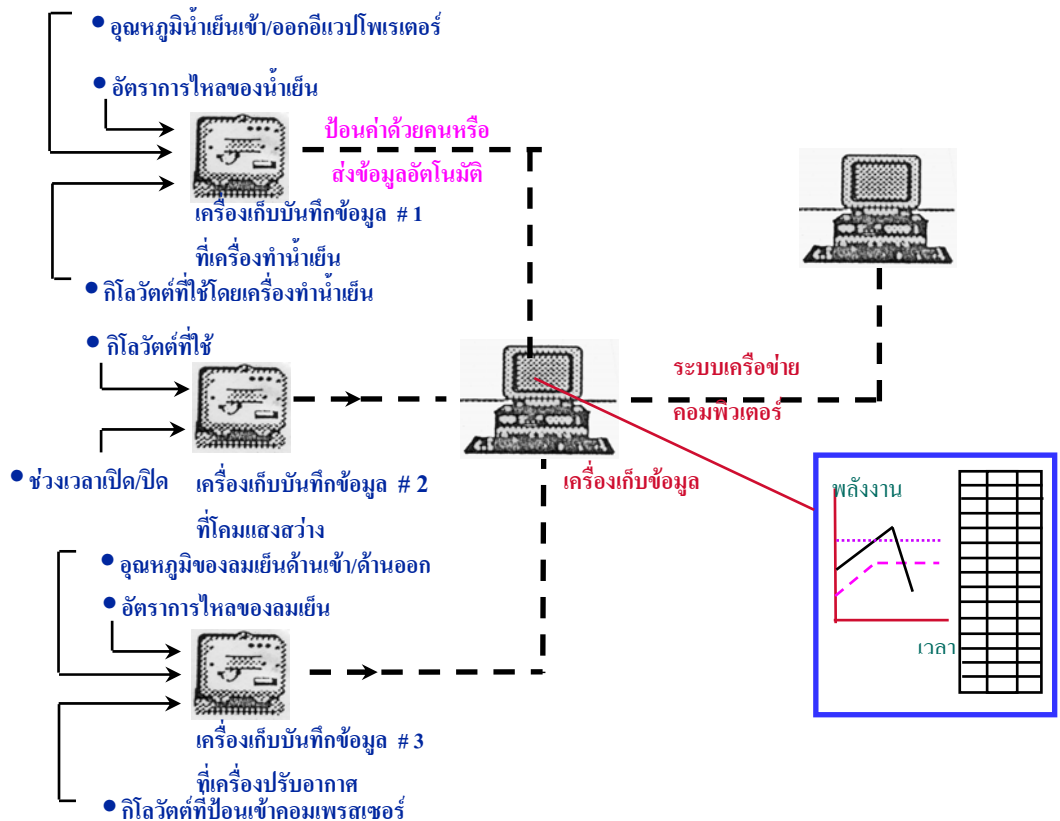 • อุณหภูมิน้ำเย็นเข้า/ออกอีแวปโพเรเตอร์
• อัตราการไหลของน้ำเย็น
ป้อนค่าด้วยคนหรือ
ส่งข้อมูลอัตโนมัติ
เครื่องเก็บบันทึกข้อมูล # 1
ที่เครื่องทำน้ำเย็น
• กิโลวัตต์ที่ใช้โดยเครื่องทำน้ำเย็น
• กิโลวัตต์ที่ใช้
ระบบเครือข่าย
คอมพิวเตอร์
• ช่วงเวลาเปิด/ปิด
เครื่องเก็บบันทึกข้อมูล # 2
ที่โคมแสงสว่าง
เครื่องเก็บข้อมูล
พลังงาน
เวลา
• อุณหภูมิของลมเย็นด้านเข้า/ด้านออก
• อัตราการไหลของลมเย็น
เครื่องเก็บบันทึกข้อมูล # 3
ที่เครื่องปรับอากาศ
• กิโลวัตต์ที่ป้อนเข้าคอมเพรสเซอร์